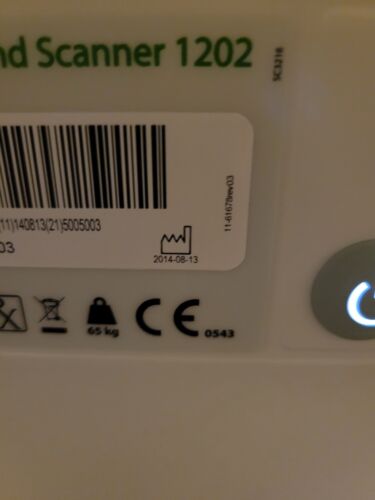 nd Scanner 1202
SC3216
(11)140813(21)5005003
03
11-61678rev03
2014-08-13
65 kg
CE 0543